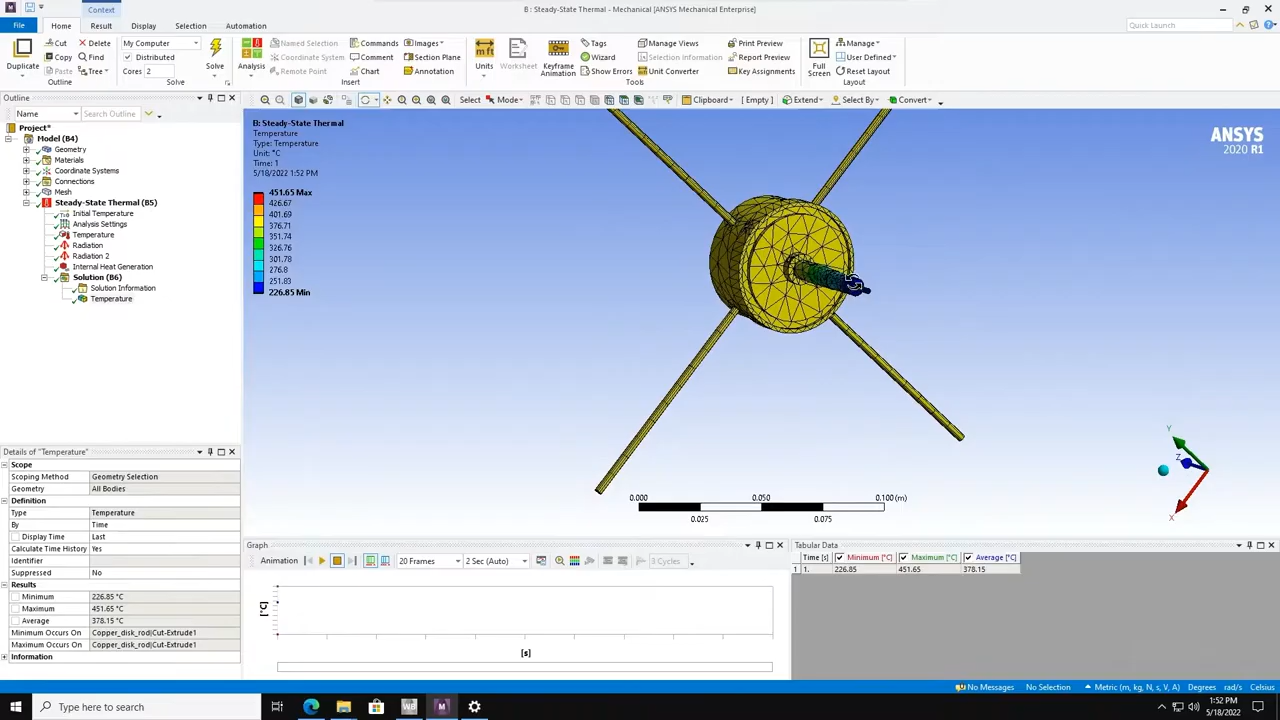 Context
B : Steady-State Thermal - Mechanical [ANSYS Mechanical Enterprise]
File Home Result Display Selection Automation
Quick Launch
Duplicate
Cut
Copy
Paste
Delete
Find
Tree
Outline
My Computer
Distributed
Cores 2
Solve
Solve
Analysis
Named Selection
Coordinate System
Remote Point
Commands
Comment
Chart
Images
Section Plane
Annotation
Insert
Units
Worksheet
Keyframe
Animation
Tags
Wizard
Show Errors
Manage Views
Selection Information
Unit Converter
Print Preview
Report Preview
Key Assignments
Tools
Full
Screen
Manage
User Defined
Reset Layout
Layout
Outline
Name
Search Outline
Select Mode Clipboard [ Empty ] Extend Select By Convert
Project*
Model (B4)
Geometry
Materials
Coordinate Systems
Connections
Mesh
Steady-State Thermal (B5)
Initial Temperature
Analysis Settings
Temperature
Radiation
Radiation 2
Internal Heat Generation
Solution (B6)
Solution Information
Temperature
B: Steady-State Thermal
Temperature
Type: Temperature
Unit: °C
Time: 1
5/18/2022 1:52 PM
451.65 Max
426.67
401.69
376.71
351.74
326.76
301.78
276.8
251.83
226.85 Min
ANSYS
2020 R1
Y
Z
X
0.000 0.050 0.100 (m)
0.025 0.075
Details of "Temperature"
Scope
Scoping Method Geometry Selection
Geometry All Bodies
Definition
Type Temperature
By Time
Display Time Last
Calculate Time History Yes
Identifier
Suppressed No
Results
Minimum 226.85 °C
Maximum 451.65 °C
Average 378.15 °C
Minimum Occurs On Copper_disk_rod|Cut-Extrude1
Maximum Occurs On Copper_disk_rod|Cut-Extrude1
Information
Graph
Animation 20 Frames 2 Sec (Auto) 3 Cycles
[°C]
[s]
Tabular Data
Time [s] Minimum [°C] Maximum [°C] Average [°C]
1 1. 226.85 451.65 378.15
No Messages No Selection Metric (m, kg, N, s, V, A) Degrees rad/s Celsius
Type here to search
1:52 PM
5/18/2022